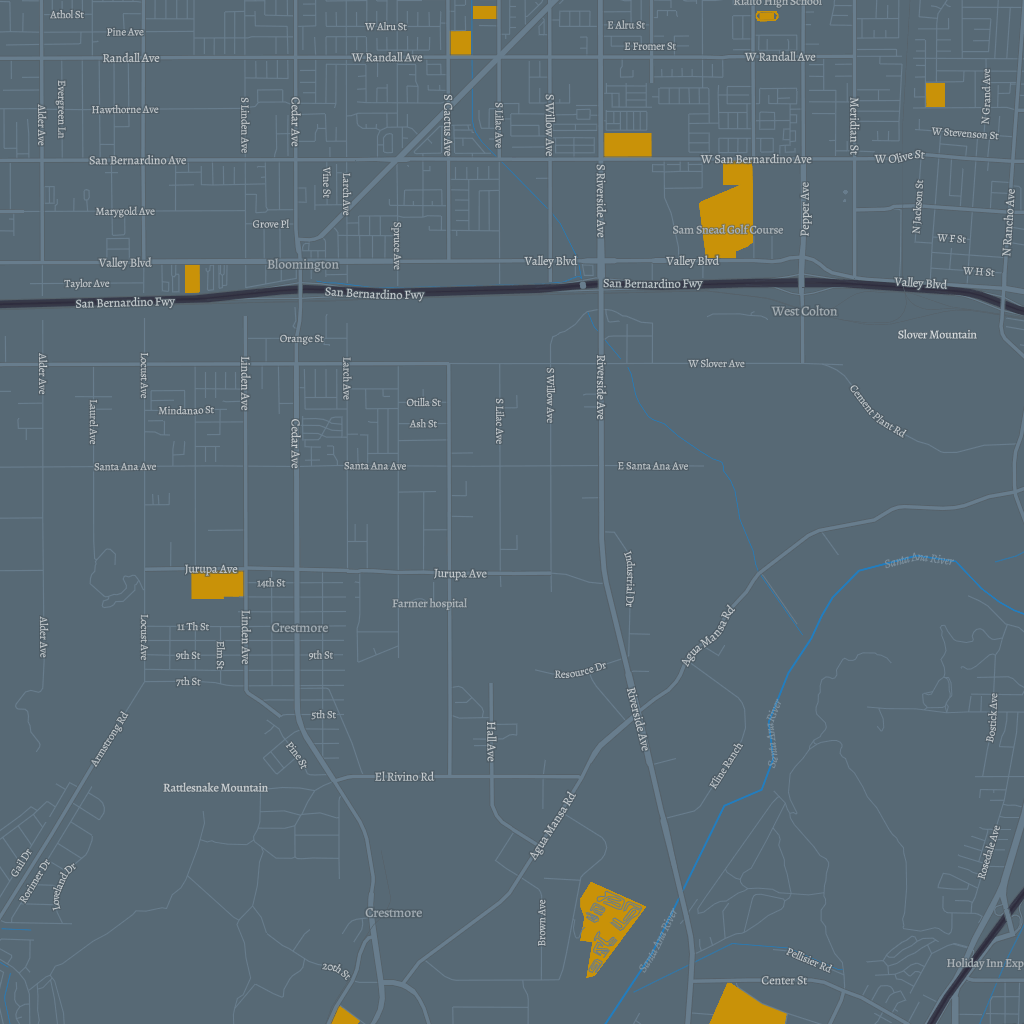 Rialto High School
Athol St
W Alru St
E Alru St
Pine Ave
E Fromer St
Randall Ave
W Randall Ave
W Randall Ave
Evergreen Ln
Alder Ave
Hawthorne Ave
S Linden Ave
Cedar Ave
S Cactus Ave
S Lilac Ave
S Willow Ave
Meridian St
N Grand Ave
W Stevenson St
San Bernardino Ave
W San Bernardino Ave
W Olive St
Vine St
Larch Ave
S Riverside Ave
Pepper Ave
N Jackson St
N Rancho Ave
Marygold Ave
Grove Pl
Spruce Ave
Sam Snead Golf Course
W F St
Valley Blvd
Bloomington
Valley Blvd
Valley Blvd
W H St
Taylor Ave
San Bernardino Fwy
San Bernardino Fwy
San Bernardino Fwy
Valley Blvd
West Colton
Slover Mountain
Orange St
W Slover Ave
Alder Ave
Locust Ave
Linden Ave
Larch Ave
S Willow Ave
Riverside Ave
Laurel Ave
Mindanao St
Otilla St
S Lilac Ave
Cement Plant Rd
Ash St
Cedar Ave
Santa Ana Ave
Santa Ana Ave
E Santa Ana Ave
Jurupa Ave
Jurupa Ave
14th St
Industrial Dr
Santa Ana River
Farmer hospital
Alder Ave
Locust Ave
11 Th St
Elm St
Linden Ave
Crestmore
Agua Mansa Rd
9th St
9th St
Resource Dr
7th St
Armstrong Rd
5th St
Hall Ave
Riverside Ave
Santa Ana River
Bostick Ave
Pine St
Kline Ranch
El Rivino Rd
Rattlesnake Mountain
Agua Mansa Rd
Gail Dr
Rorimer Dr
Loveland Dr
Rosedale Ave
Crestmore
Brown Ave
Santa Ana River
20th St
Pellisier Rd
Holiday Inn Exp
Center St